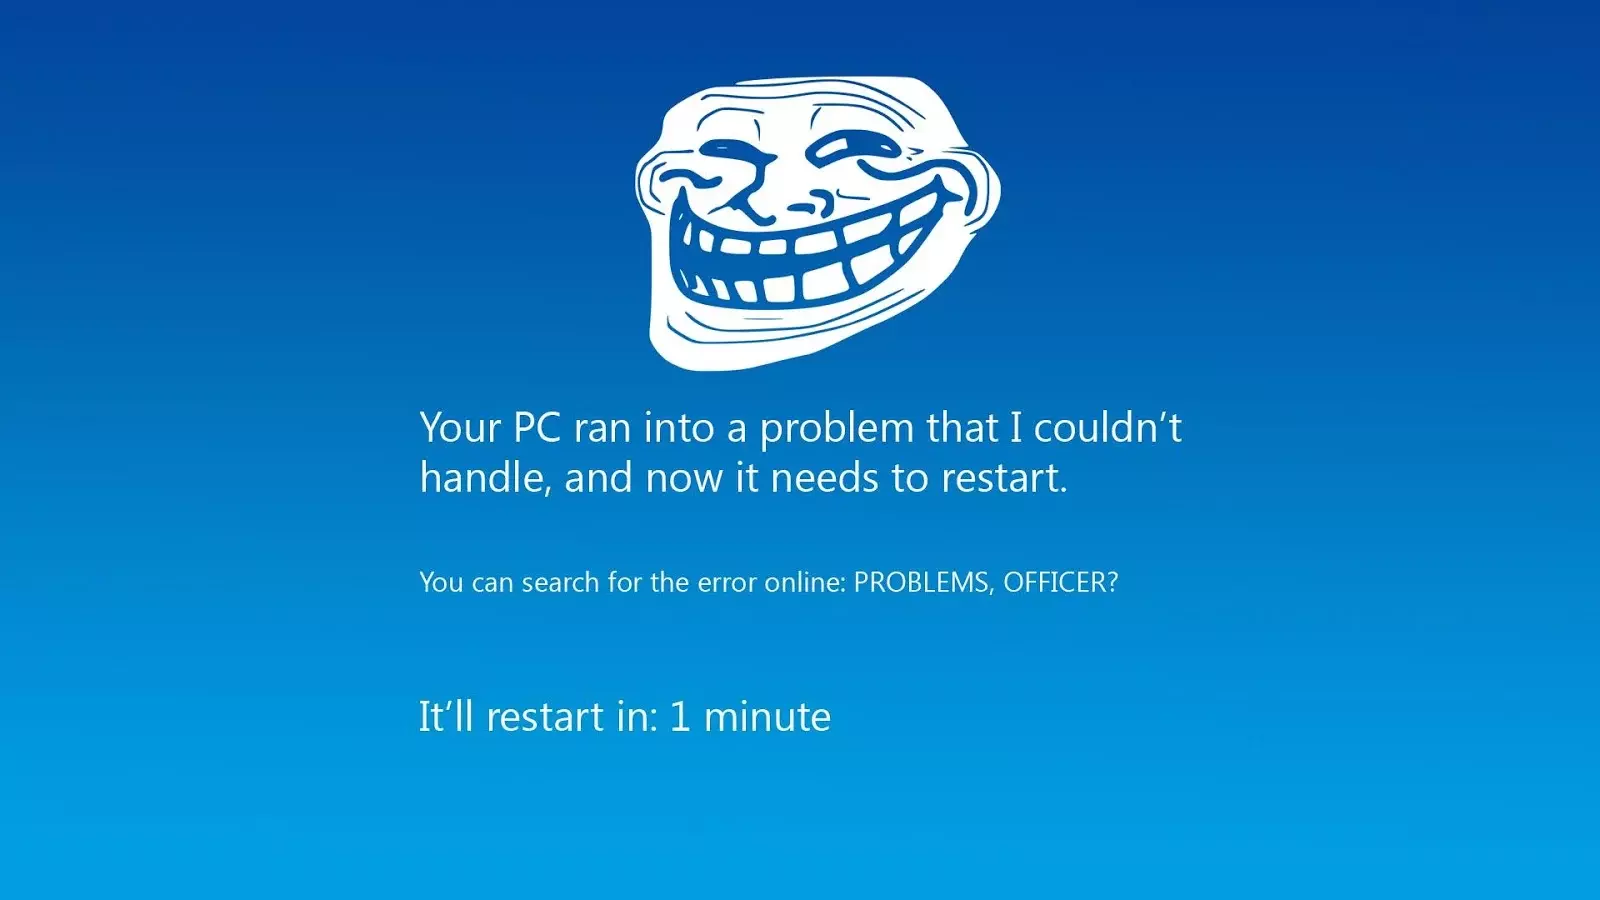 Your PC ran into a problem that I couldn’t
handle, and now it needs to restart.
You can search for the error online: PROBLEMS, OFFICER?
It’ll restart in: 1 minute